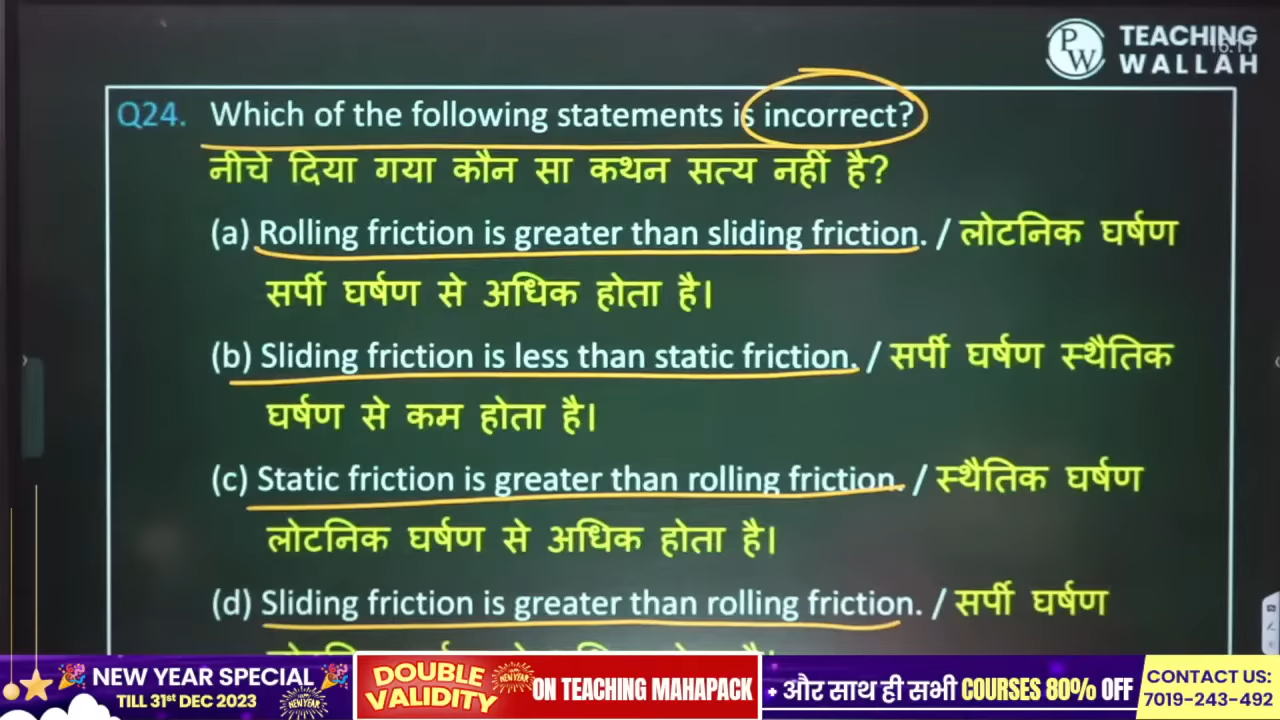 TEACHING
WALLAH
PW
Q24. Which of the following statements is incorrect?
नीचे दिया गया कौन सा कथन सत्य नहीं है?
(a) Rolling friction is greater than sliding friction. / लोटनिक घर्षण
सर्पी घर्षण से अधिक होता है।
(b) Sliding friction is less than static friction. / सर्पी घर्षण स्थैतिक
घर्षण से कम होता है।
(c) Static friction is greater than rolling friction. / स्थैतिक घर्षण
लोटनिक घर्षण से अधिक होता है।
(d) Sliding friction is greater than rolling friction. / सर्पी घर्षण
NEW YEAR SPECIAL
TILL 31st DEC 2023
DOUBLE
VALIDITY
ON TEACHING MAHAPACK
+ और साथ ही सभी COURSES 80% OFF
CONTACT US:
7019-243-492